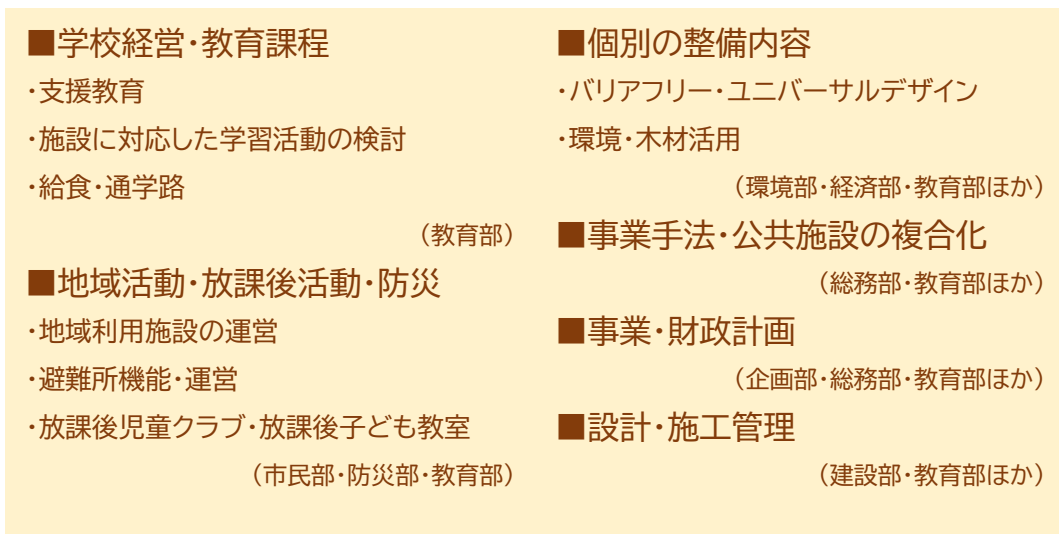 ■学校経営・教育課程
・支援教育
・施設に対応した学習活動の検討
・給食・通学路
（教育部）
■地域活動・放課後活動・防災
・地域利用施設の運営
・避難所機能・運営
・放課後児童クラブ・放課後子ども教室
（市民部・防災部・教育部）
■個別の整備内容
・バリアフリー・ユニバーサルデザイン
・環境・木材活用
（環境部・経済部・教育部ほか）
■事業手法・公共施設の複合化
（総務部・教育部ほか）
■事業・財政計画
（企画部・総務部・教育部ほか）
■設計・施工管理
（建設部・教育部ほか）